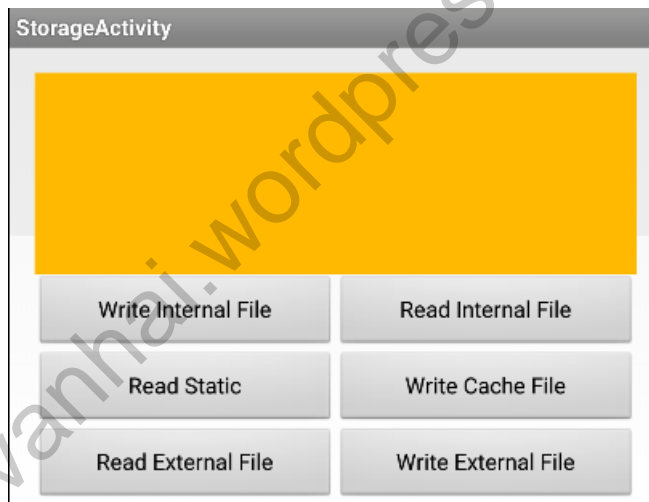 StorageActivity
Write Internal File
Read Internal File
Read Static
Write Cache File
Read External File
Write External File
vanhai.wordpres